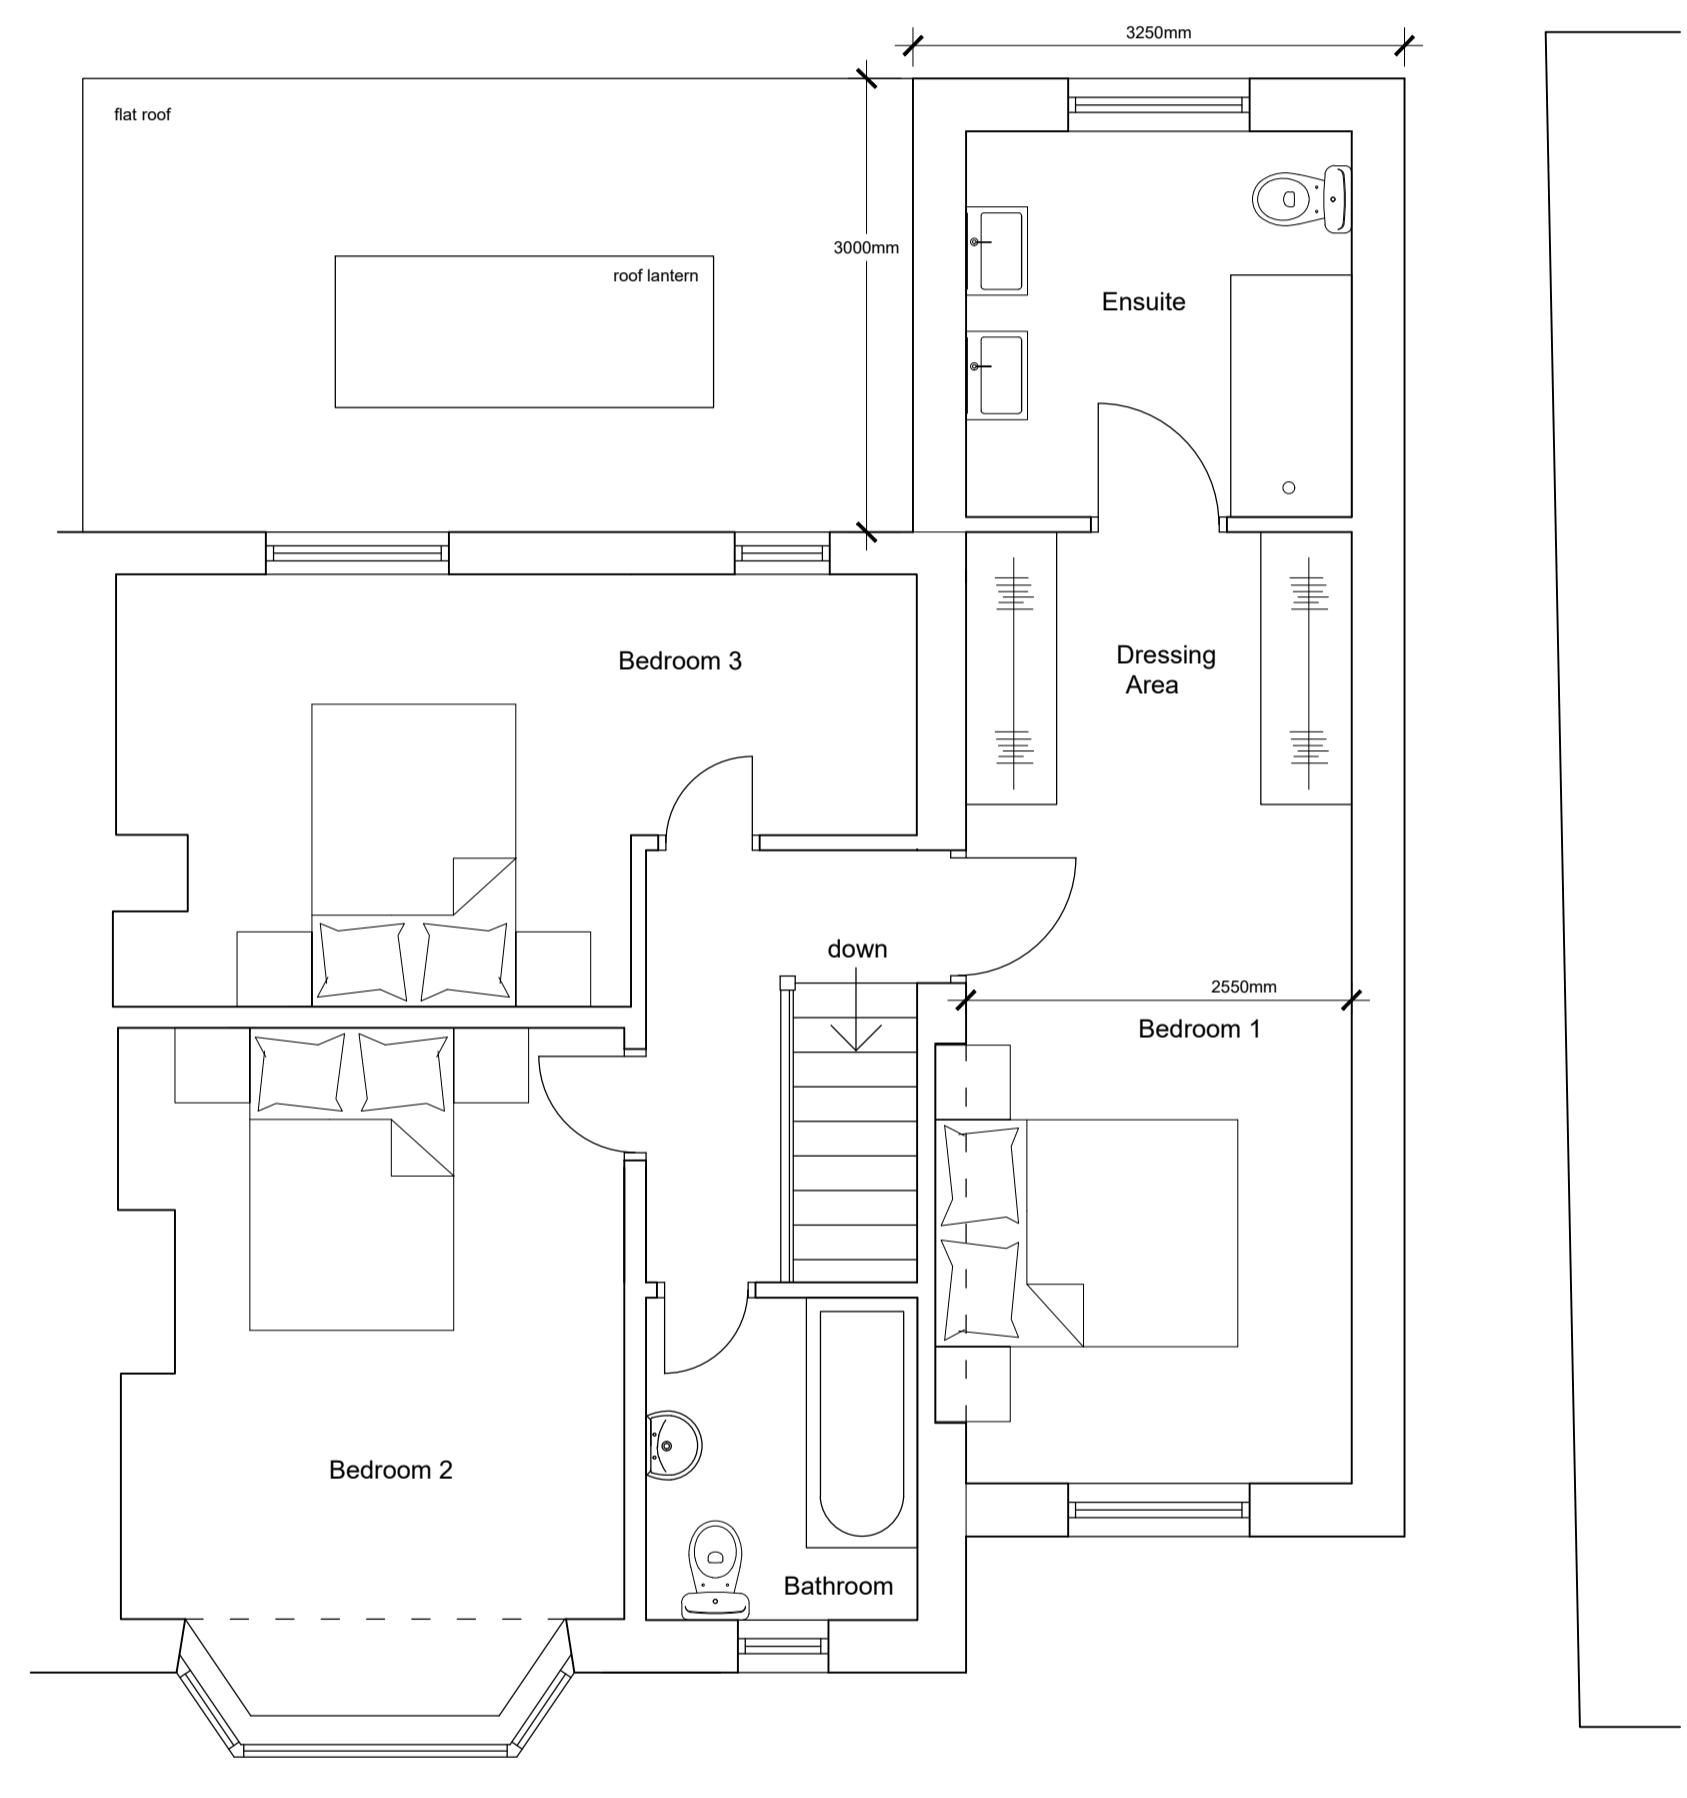 3250mm
flat roof
3000mm
roof lantern
Ensuite
Bedroom 3
Dressing
Area
down
2550mm
Bedroom 1
Bedroom 2
Bathroom